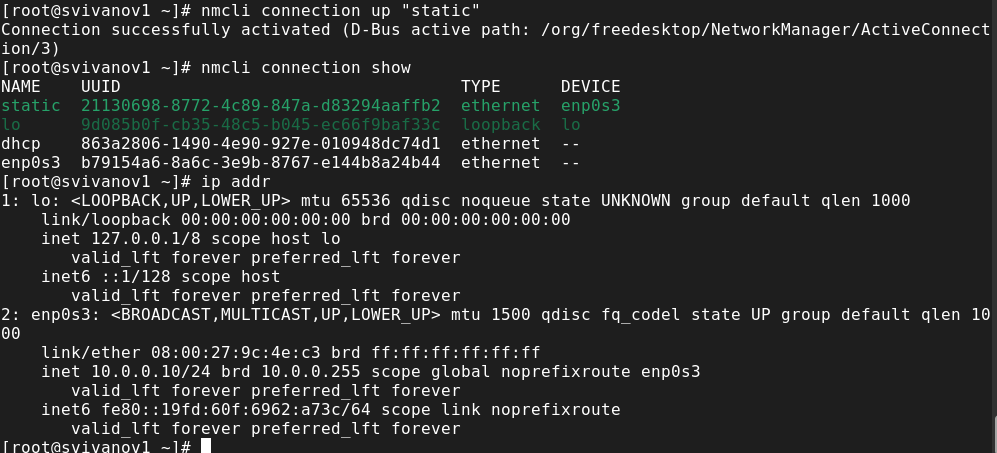 [root@svivanov1 ~]# nmcli connection up "static"
Connection successfully activated (D-Bus active path: /org/freedesktop/NetworkManager/ActiveConnect
ion/3)
[root@svivanov1 ~]# nmcli connection show
NAME    UUID                                  TYPE      DEVICE
static  21130698-8772-4c89-847a-d83294aaffb2  ethernet  enp0s3
lo      9d085b0f-cb35-48c5-b045-ec66f9baf33c  loopback  lo
dhcp    863a2806-1490-4e90-927e-010948dc74d1  ethernet  --
enp0s3  b79154a6-8a6c-3e9b-8767-e144b8a24b44  ethernet  --
[root@svivanov1 ~]# ip addr
1: lo: <LOOPBACK,UP,LOWER_UP> mtu 65536 qdisc noqueue state UNKNOWN group default qlen 1000
    link/loopback 00:00:00:00:00:00 brd 00:00:00:00:00:00
    inet 127.0.0.1/8 scope host lo
       valid_lft forever preferred_lft forever
    inet6 ::1/128 scope host
       valid_lft forever preferred_lft forever
2: enp0s3: <BROADCAST,MULTICAST,UP,LOWER_UP> mtu 1500 qdisc fq_codel state UP group default qlen 10
00
    link/ether 08:00:27:9c:4e:c3 brd ff:ff:ff:ff:ff:ff
    inet 10.0.0.10/24 brd 10.0.0.255 scope global noprefixroute enp0s3
       valid_lft forever preferred_lft forever
    inet6 fe80::19fd:60f:6962:a73c/64 scope link noprefixroute
       valid_lft forever preferred_lft forever
[root@svivanov1 ~]#